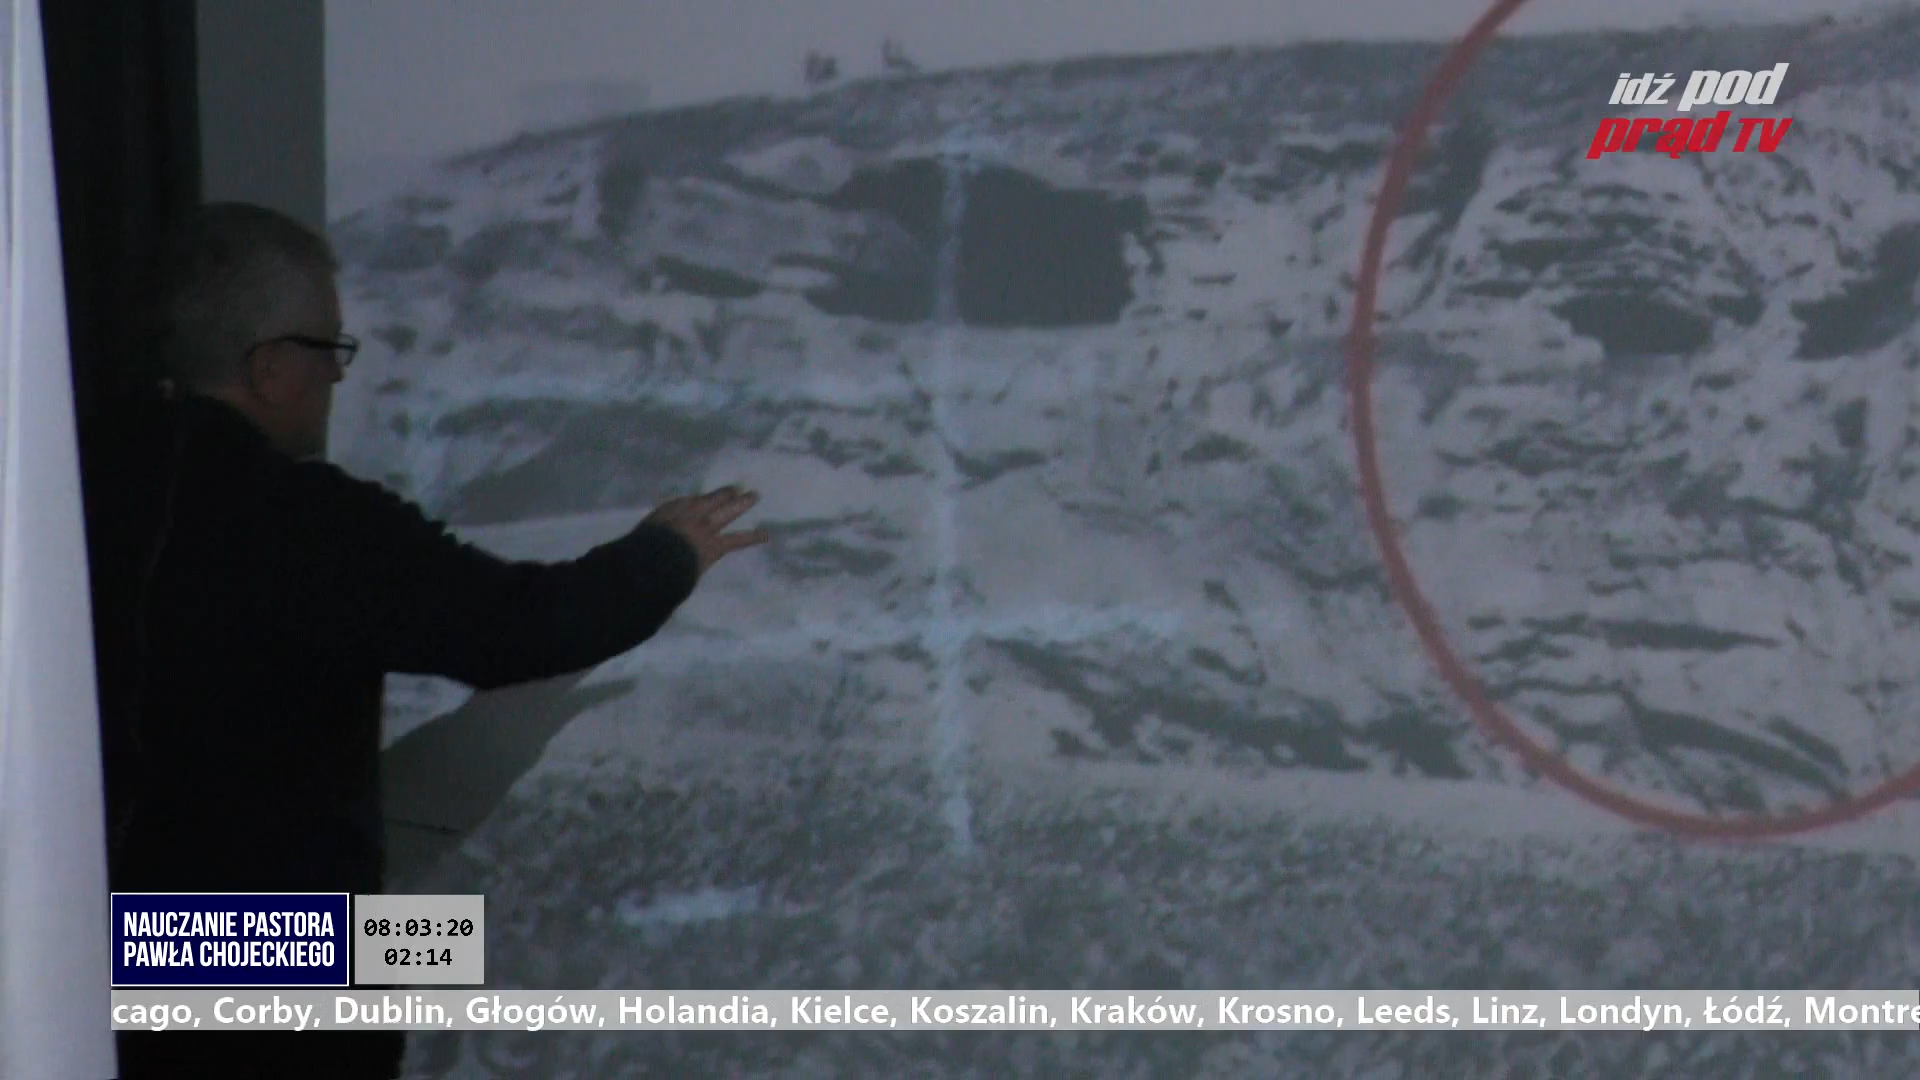 idź pod
prąd TV
NAUCZANIE PASTORA
PAWŁA CHOJECKIEGO
08:03:20
02:14
cago, Corby, Dublin, Głogów, Holandia, Kielce, Koszalin, Kraków, Krosno, Leeds, Linz, Londyn, Łódź, Montre